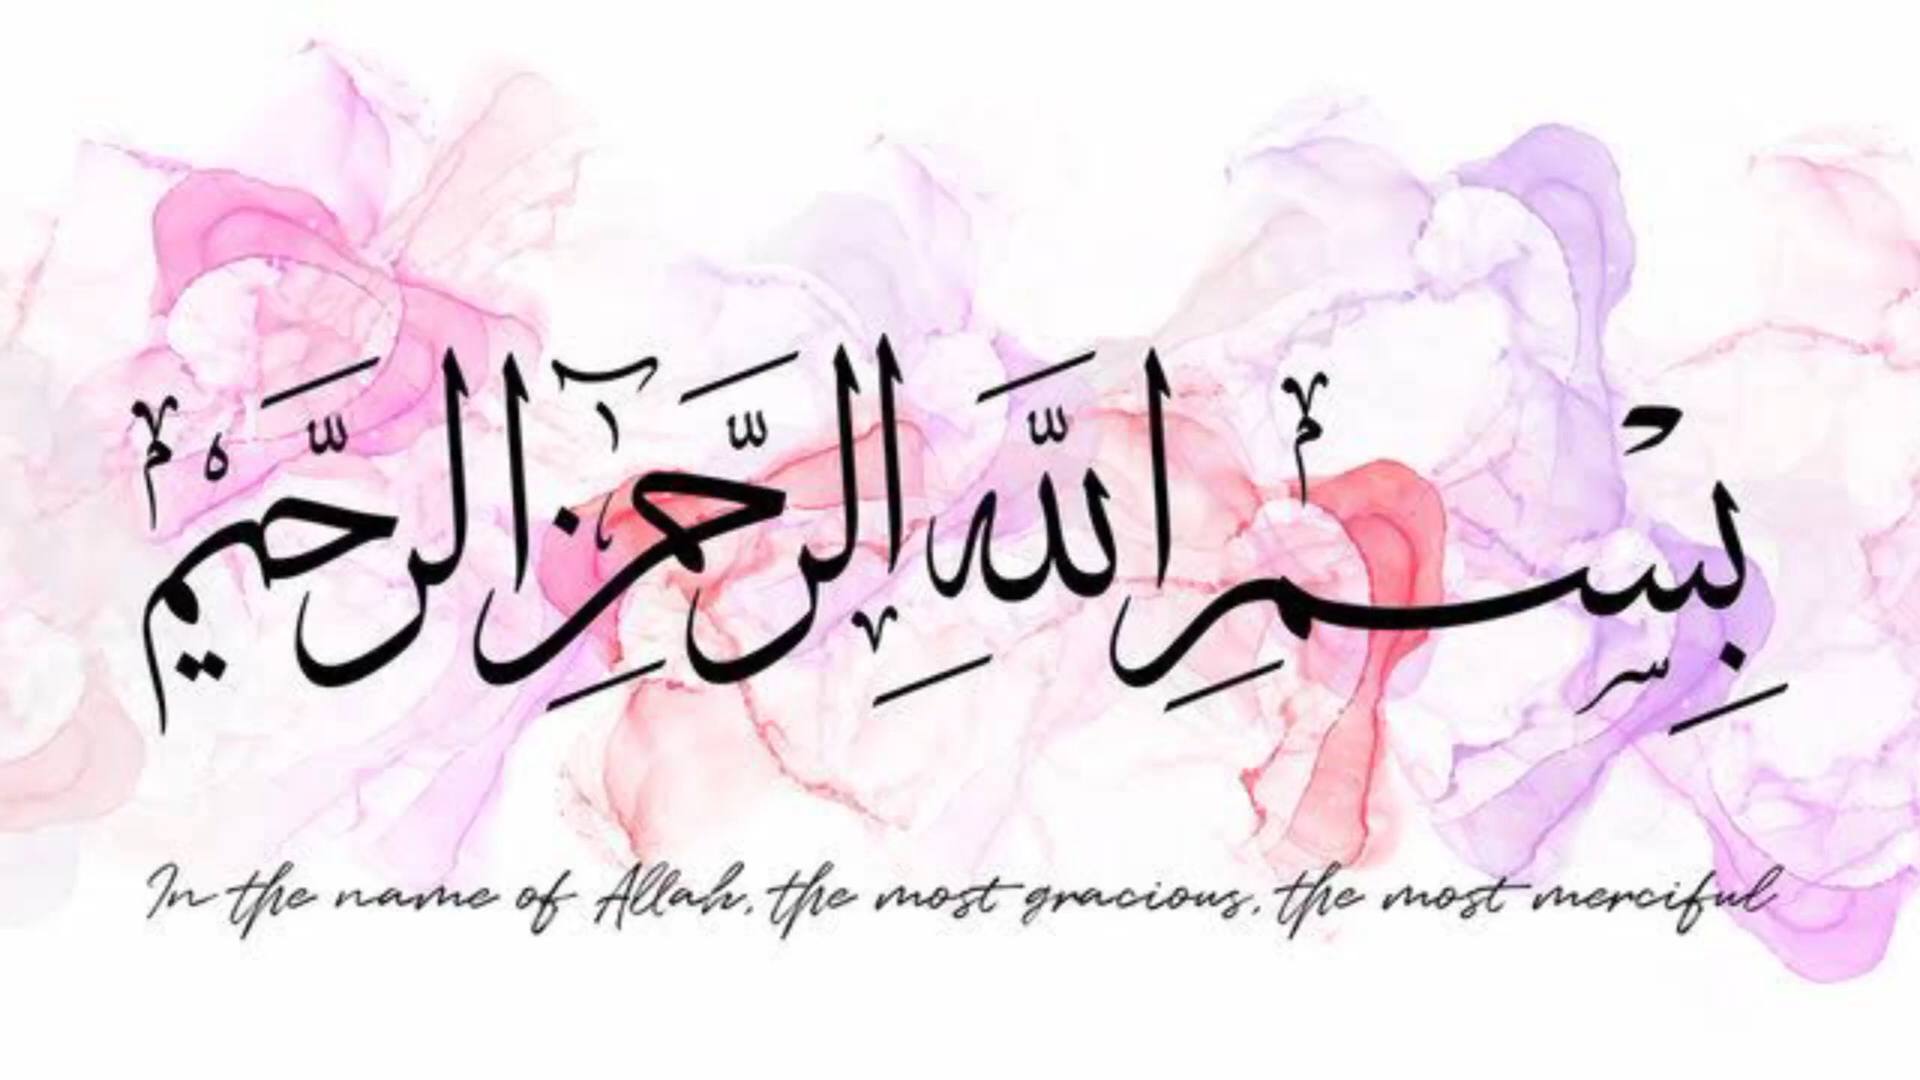 بِسْمِ اللَّهِ الرَّحْمَٰنِ الرَّحِيمِ
In the name of Allah, the most gracious, the most merciful